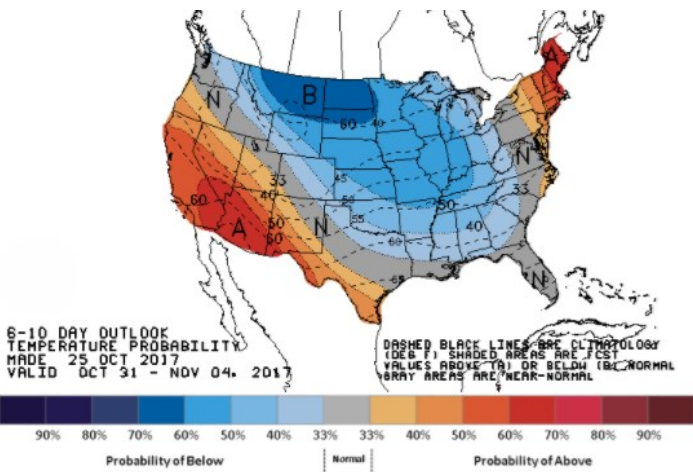 A
N
B
60
40
N
60
33
45
33
40
50
50
55
A
50
60
N
60
40
65
N
6-10 DAY OUTLOOK
TEMPERATURE PROBABILITY
MADE 25 OCT 2017
VALID OCT 31 - NOV 04, 2017
DASHED BLACK LINES ARE CLIMATOLOGY
(DEG F) SHADED AREAS ARE FCST
VALUES ABOVE (A) OR BELOW (B) NORMAL
GRAY AREAS ARE NEAR-NORMAL
90% 80% 70% 60% 50% 40% 33% 33% 40% 50% 60% 70% 80% 90%
Probability of Below Normal Probability of Above